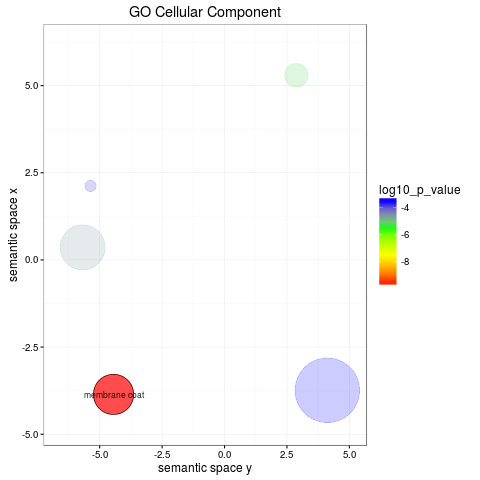 GO Cellular Component
5.0
2.5
0.0
-2.5
-5.0
semantic space x
membrane coat
-5.0 -2.5 0.0 2.5 5.0
semantic space y
log10_p_value
-4
-6
-8